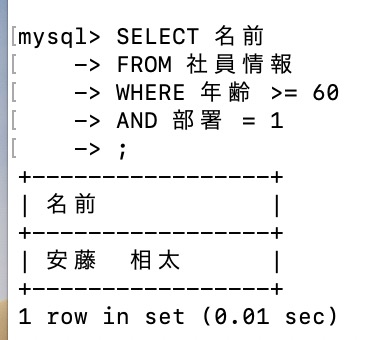 mysql> SELECT 名前
    -> FROM 社員情報
    -> WHERE 年齢 >= 60
    -> AND 部署 = 1
    -> ;
+-----------------+
| 名前            |
+-----------------+
| 安藤　相太      |
+-----------------+
1 row in set (0.01 sec)